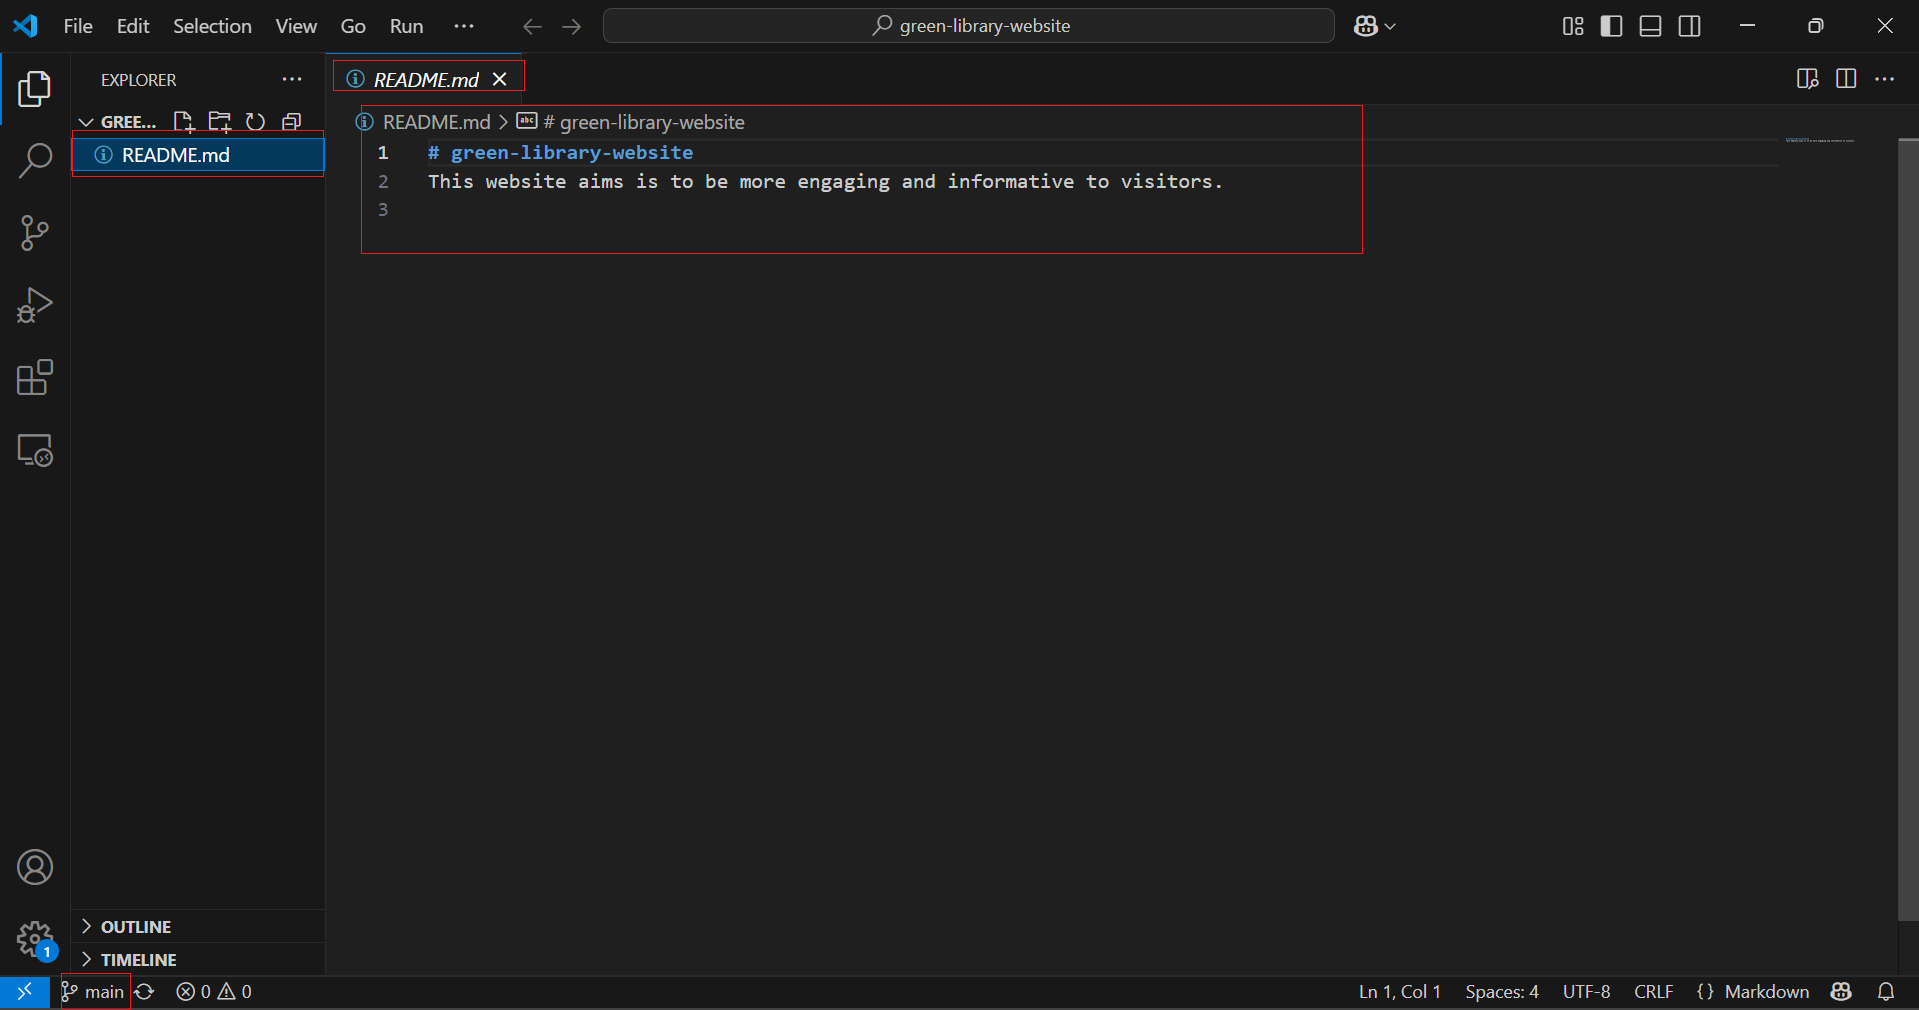 File Edit Selection View Go Run ··· green-library-website
EXPLORER ···
GREE...
README.md
README.md
README.md > # green-library-website
1 # green-library-website
2 This website aims is to be more engaging and informative to visitors.
3
OUTLINE
TIMELINE
1
main 0 0 Ln 1, Col 1 Spaces: 4 UTF-8 CRLF {} Markdown